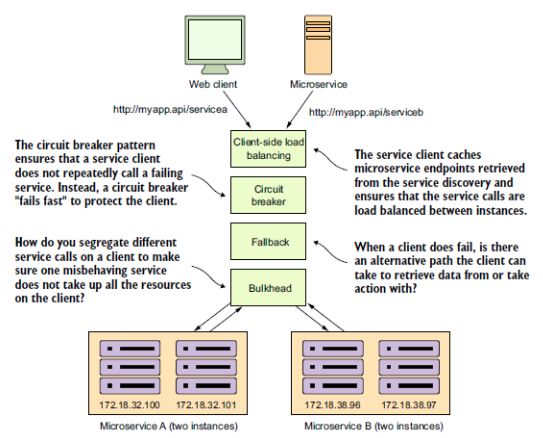 Web client
Microservice
http://myapp.api/servicea
http://myapp.api/serviceb
Client-side load
balancing
The circuit breaker pattern
ensures that a service client
does not repeatedly call a failing
service. Instead, a circuit breaker
"fails fast" to protect the client.
The service client caches
microservice endpoints retrieved
from the service discovery and
ensures that the service calls are
load balanced between instances.
Circuit
breaker
Fallback
How do you segregate different
service calls on a client to make
sure one misbehaving service
does not take up all the resources
on the client?
When a client does fail, is there
an alternative path the client can
take to retrieve data from or take
action with?
Bulkhead
172.18.32.100
172.18.32.101
172.18.38.96
172.18.38.97
Microservice A (two instances)
Microservice B (two instances)